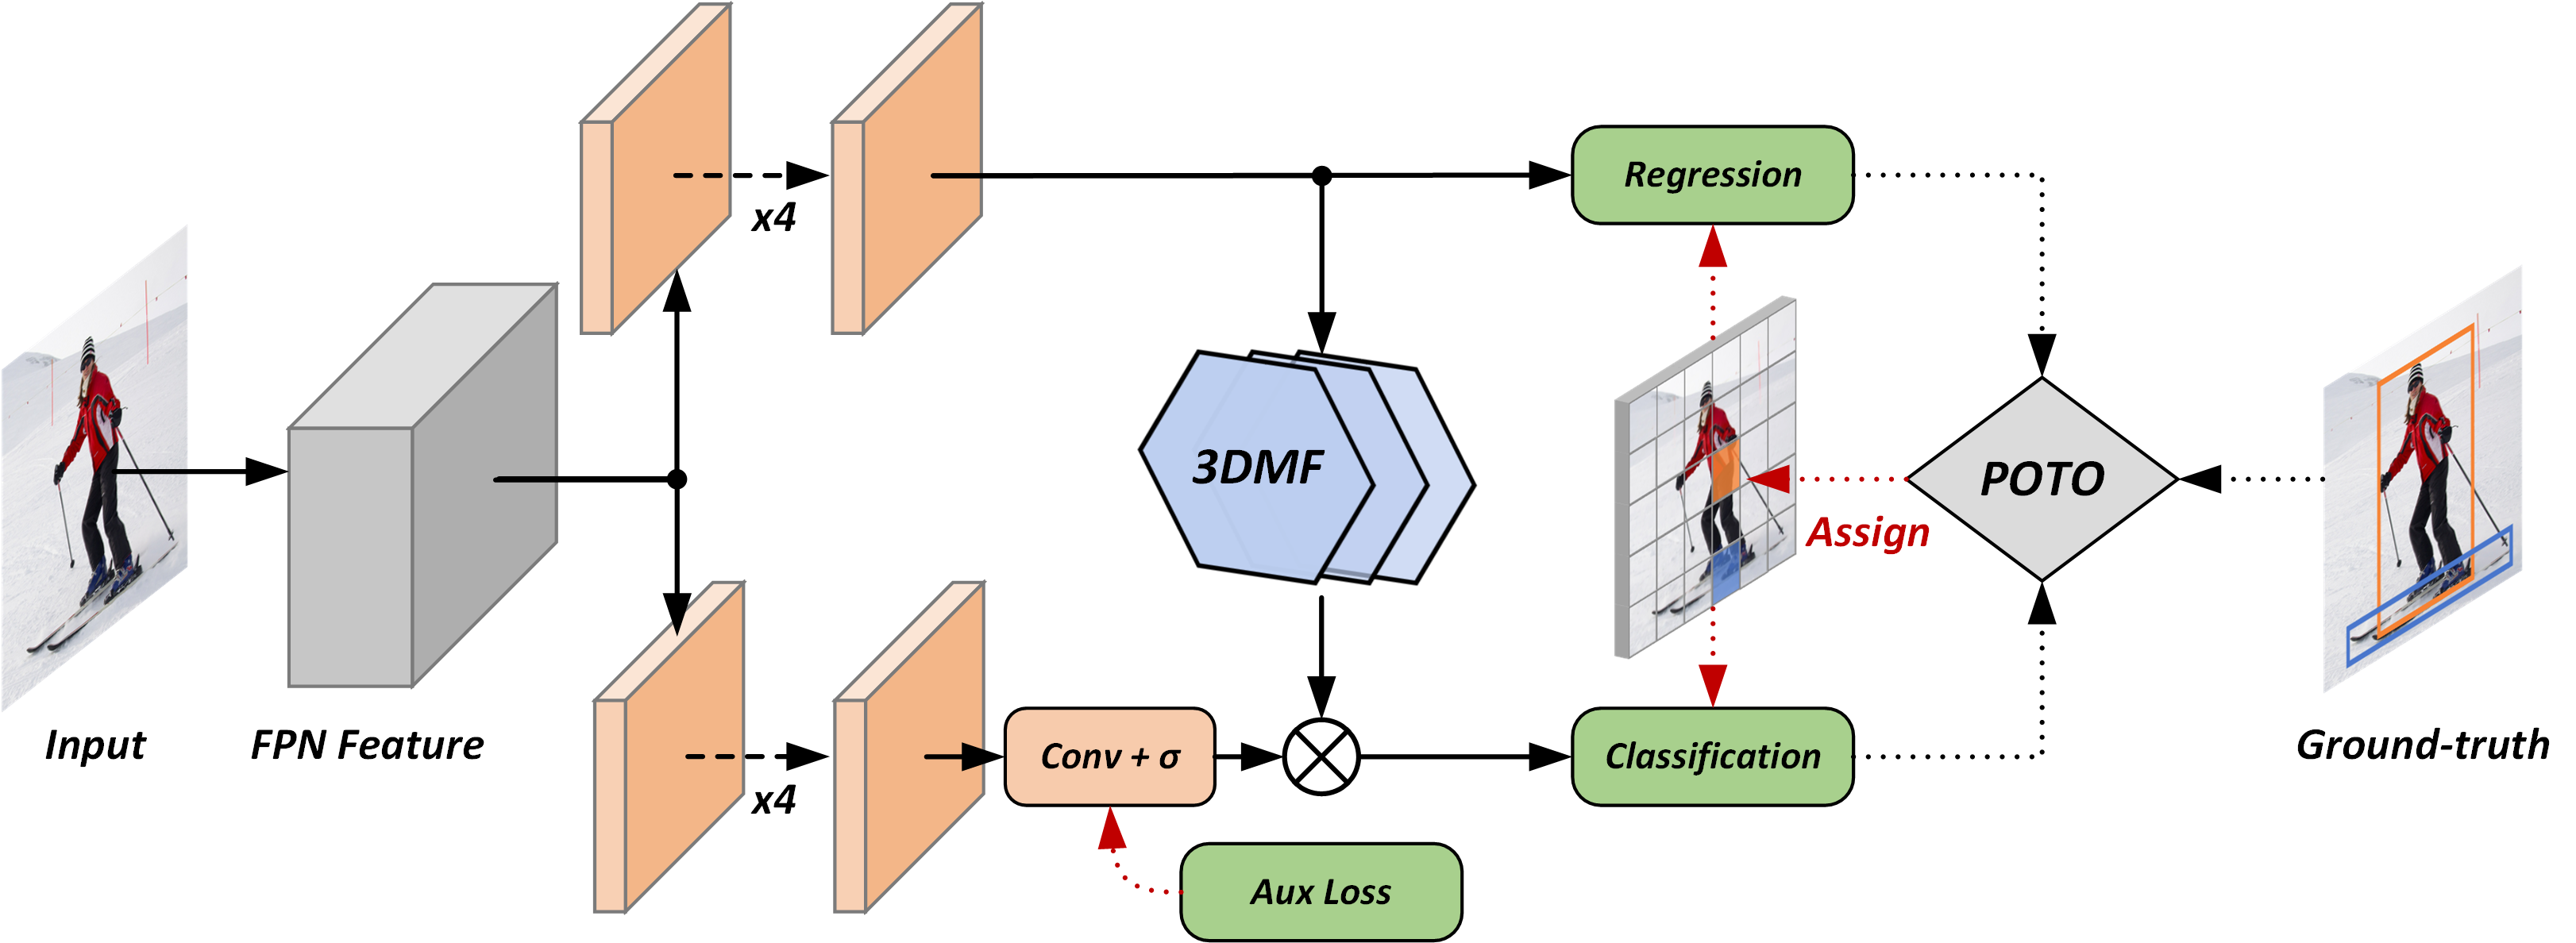 x4
Regression
3DMF
POTO
Assign
Input
FPN Feature
x4
Conv + σ
Classification
Ground-truth
Aux Loss